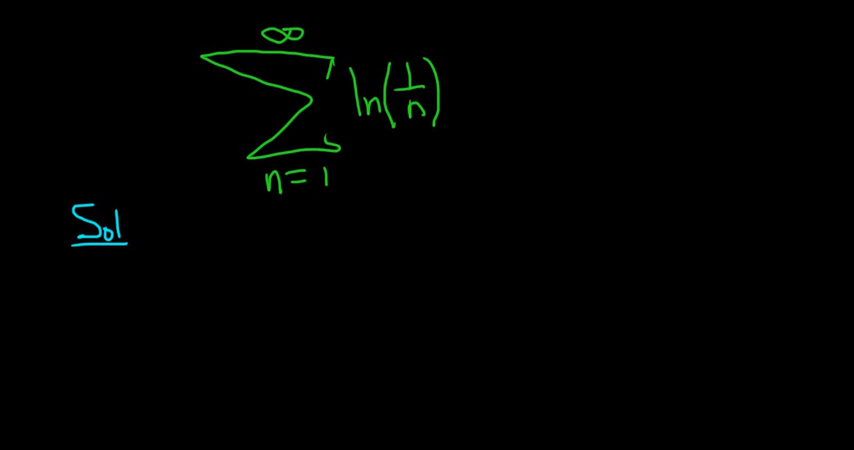 ∞
∑ ln(1/n)
n=1
Sol